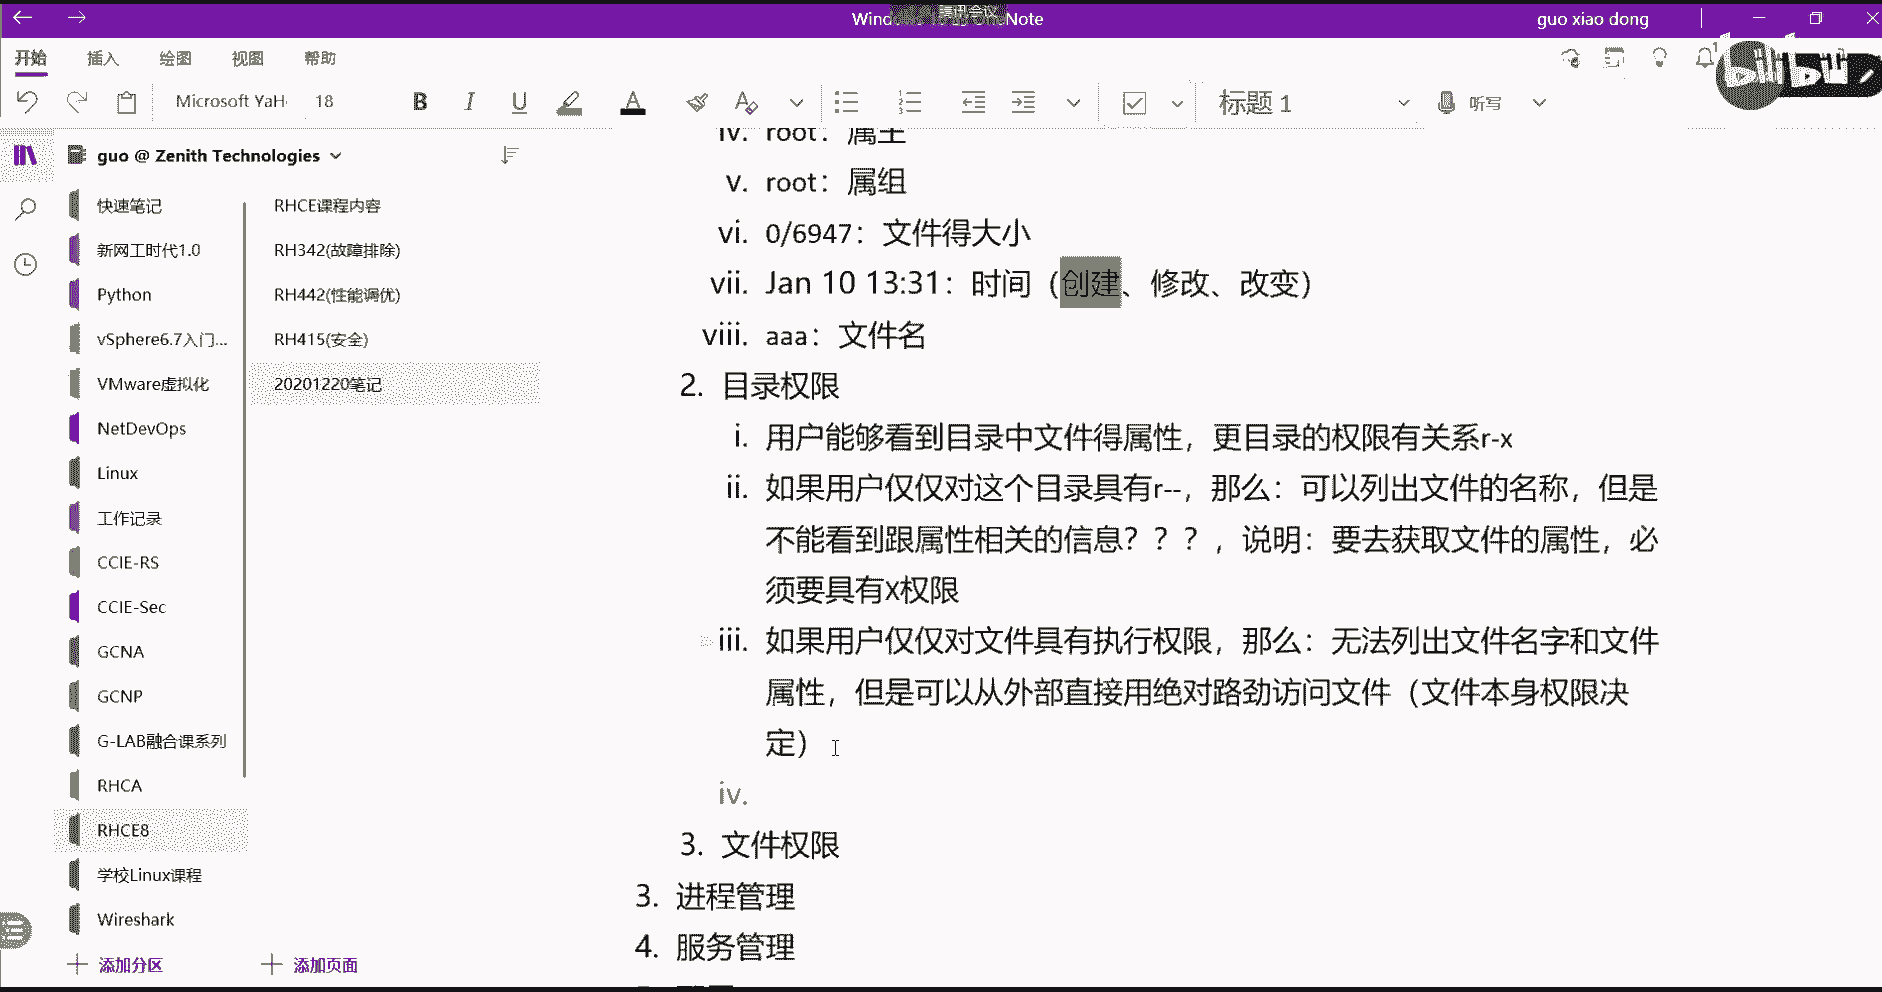 腾讯会议
guo xiao dong
开始 插入 绘图 视图 帮助
18 B I U A 标题 1 听写
guo @ Zenith Technologies
快速笔记
新网工时代1.0
Python
vSphere6.7入门...
VMware虚拟化
NetDevOps
Linux
工作记录
CCIE-RS
CCIE-Sec
GCNA
GCNP
G-LAB融合课系列
RHCA
RHCE8
学校Linux课程
Wireshark
添加分区
RHCE课程内容
RH342(故障排除)
RH442(性能调优)
RH415(安全)
20201220笔记
添加页面
iv. root：属主
v. root：属组
vi. 0/6947：文件得大小
vii. Jan 10 13:31：时间（创建、修改、改变）
viii. aaa：文件名
2. 目录权限
i. 用户能够看到目录中文件得属性，更目录的权限有关系r-x
ii. 如果用户仅仅对这个目录具有r--，那么：可以列出文件的名称，但是
不能看到跟属性相关的信息？？？，说明：要去获取文件的属性，必
须要具有X权限
iii. 如果用户仅仅对文件具有执行权限，那么：无法列出文件名字和文件
属性，但是可以从外部直接用绝对路劲访问文件（文件本身权限决
定）
iv.
3. 文件权限
3. 进程管理
4. 服务管理
bilibili